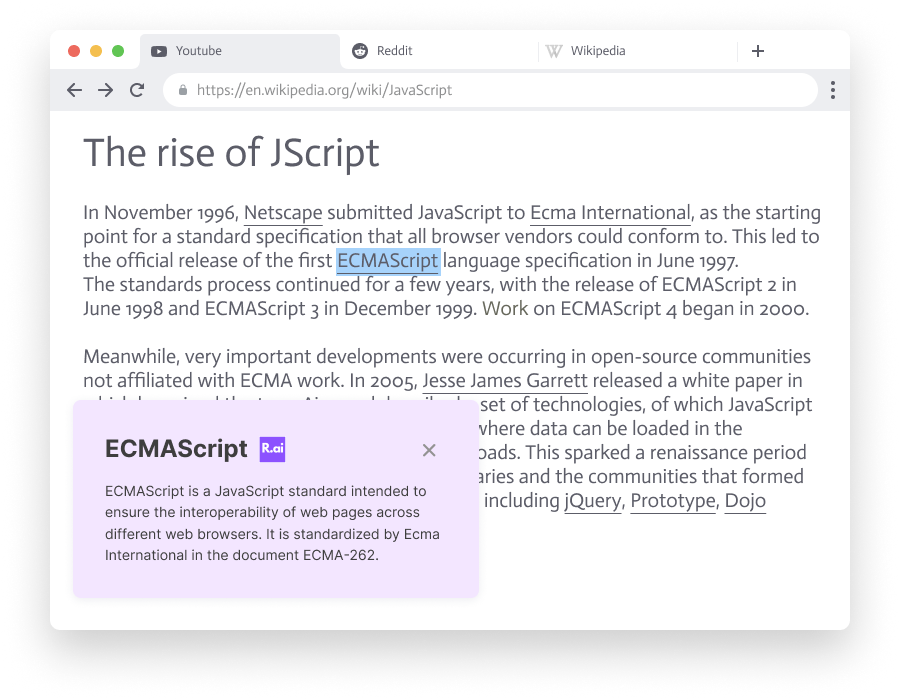 Youtube
Reddit
Wikipedia
https://en.wikipedia.org/wiki/JavaScript
The rise of JScript
In November 1996, Netscape submitted JavaScript to Ecma International, as the starting
point for a standard specification that all browser vendors could conform to. This led to
the official release of the first ECMAScript language specification in June 1997.
The standards process continued for a few years, with the release of ECMAScript 2 in
June 1998 and ECMAScript 3 in December 1999. Work on ECMAScript 4 began in 2000.
Meanwhile, very important developments were occurring in open-source communities
not affiliated with ECMA work. In 2005, Jesse James Garrett released a white paper in
set of technologies, of which JavaScript
where data can be loaded in the
This sparked a renaissance period
and the communities that formed
including jQuery, Prototype, Dojo
ECMAScript R.ai
ECMAScript is a JavaScript standard intended to
ensure the interoperability of web pages across
different web browsers. It is standardized by Ecma
International in the document ECMA-262.